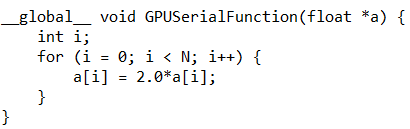 __global__ void GPUSerialFunction(float *a) {
    int i;
    for (i = 0; i < N; i++) {
        a[i] = 2.0*a[i];
    }
}